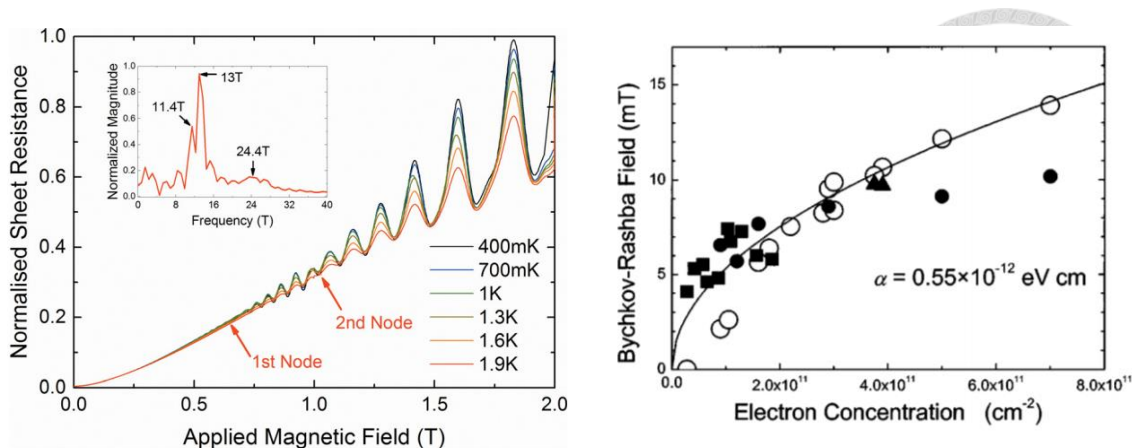 1.0
0.8
0.6
0.4
0.2
0.0
Normalised Sheet Resistance
0.0
0.5
1.0
1.5
2.0
Applied Magnetic Field (T)
1.0
0.8
0.6
0.4
0.2
0.0
Normalized Magnitude
0
12
24
36 40
Frequency (T)
13T
11.4T
24.4T
1st Node
2nd Node
400mK
700mK
1K
1.3K
1.6K
1.9K
15
10
5
0
Bychkov-Rashba Field (mT)
0.0
2.0x10¹¹
4.0x10¹¹
6.0x10¹¹
8.0x10¹¹
Electron Concentration (cm⁻²)
α = 0.55×10⁻¹² eV cm